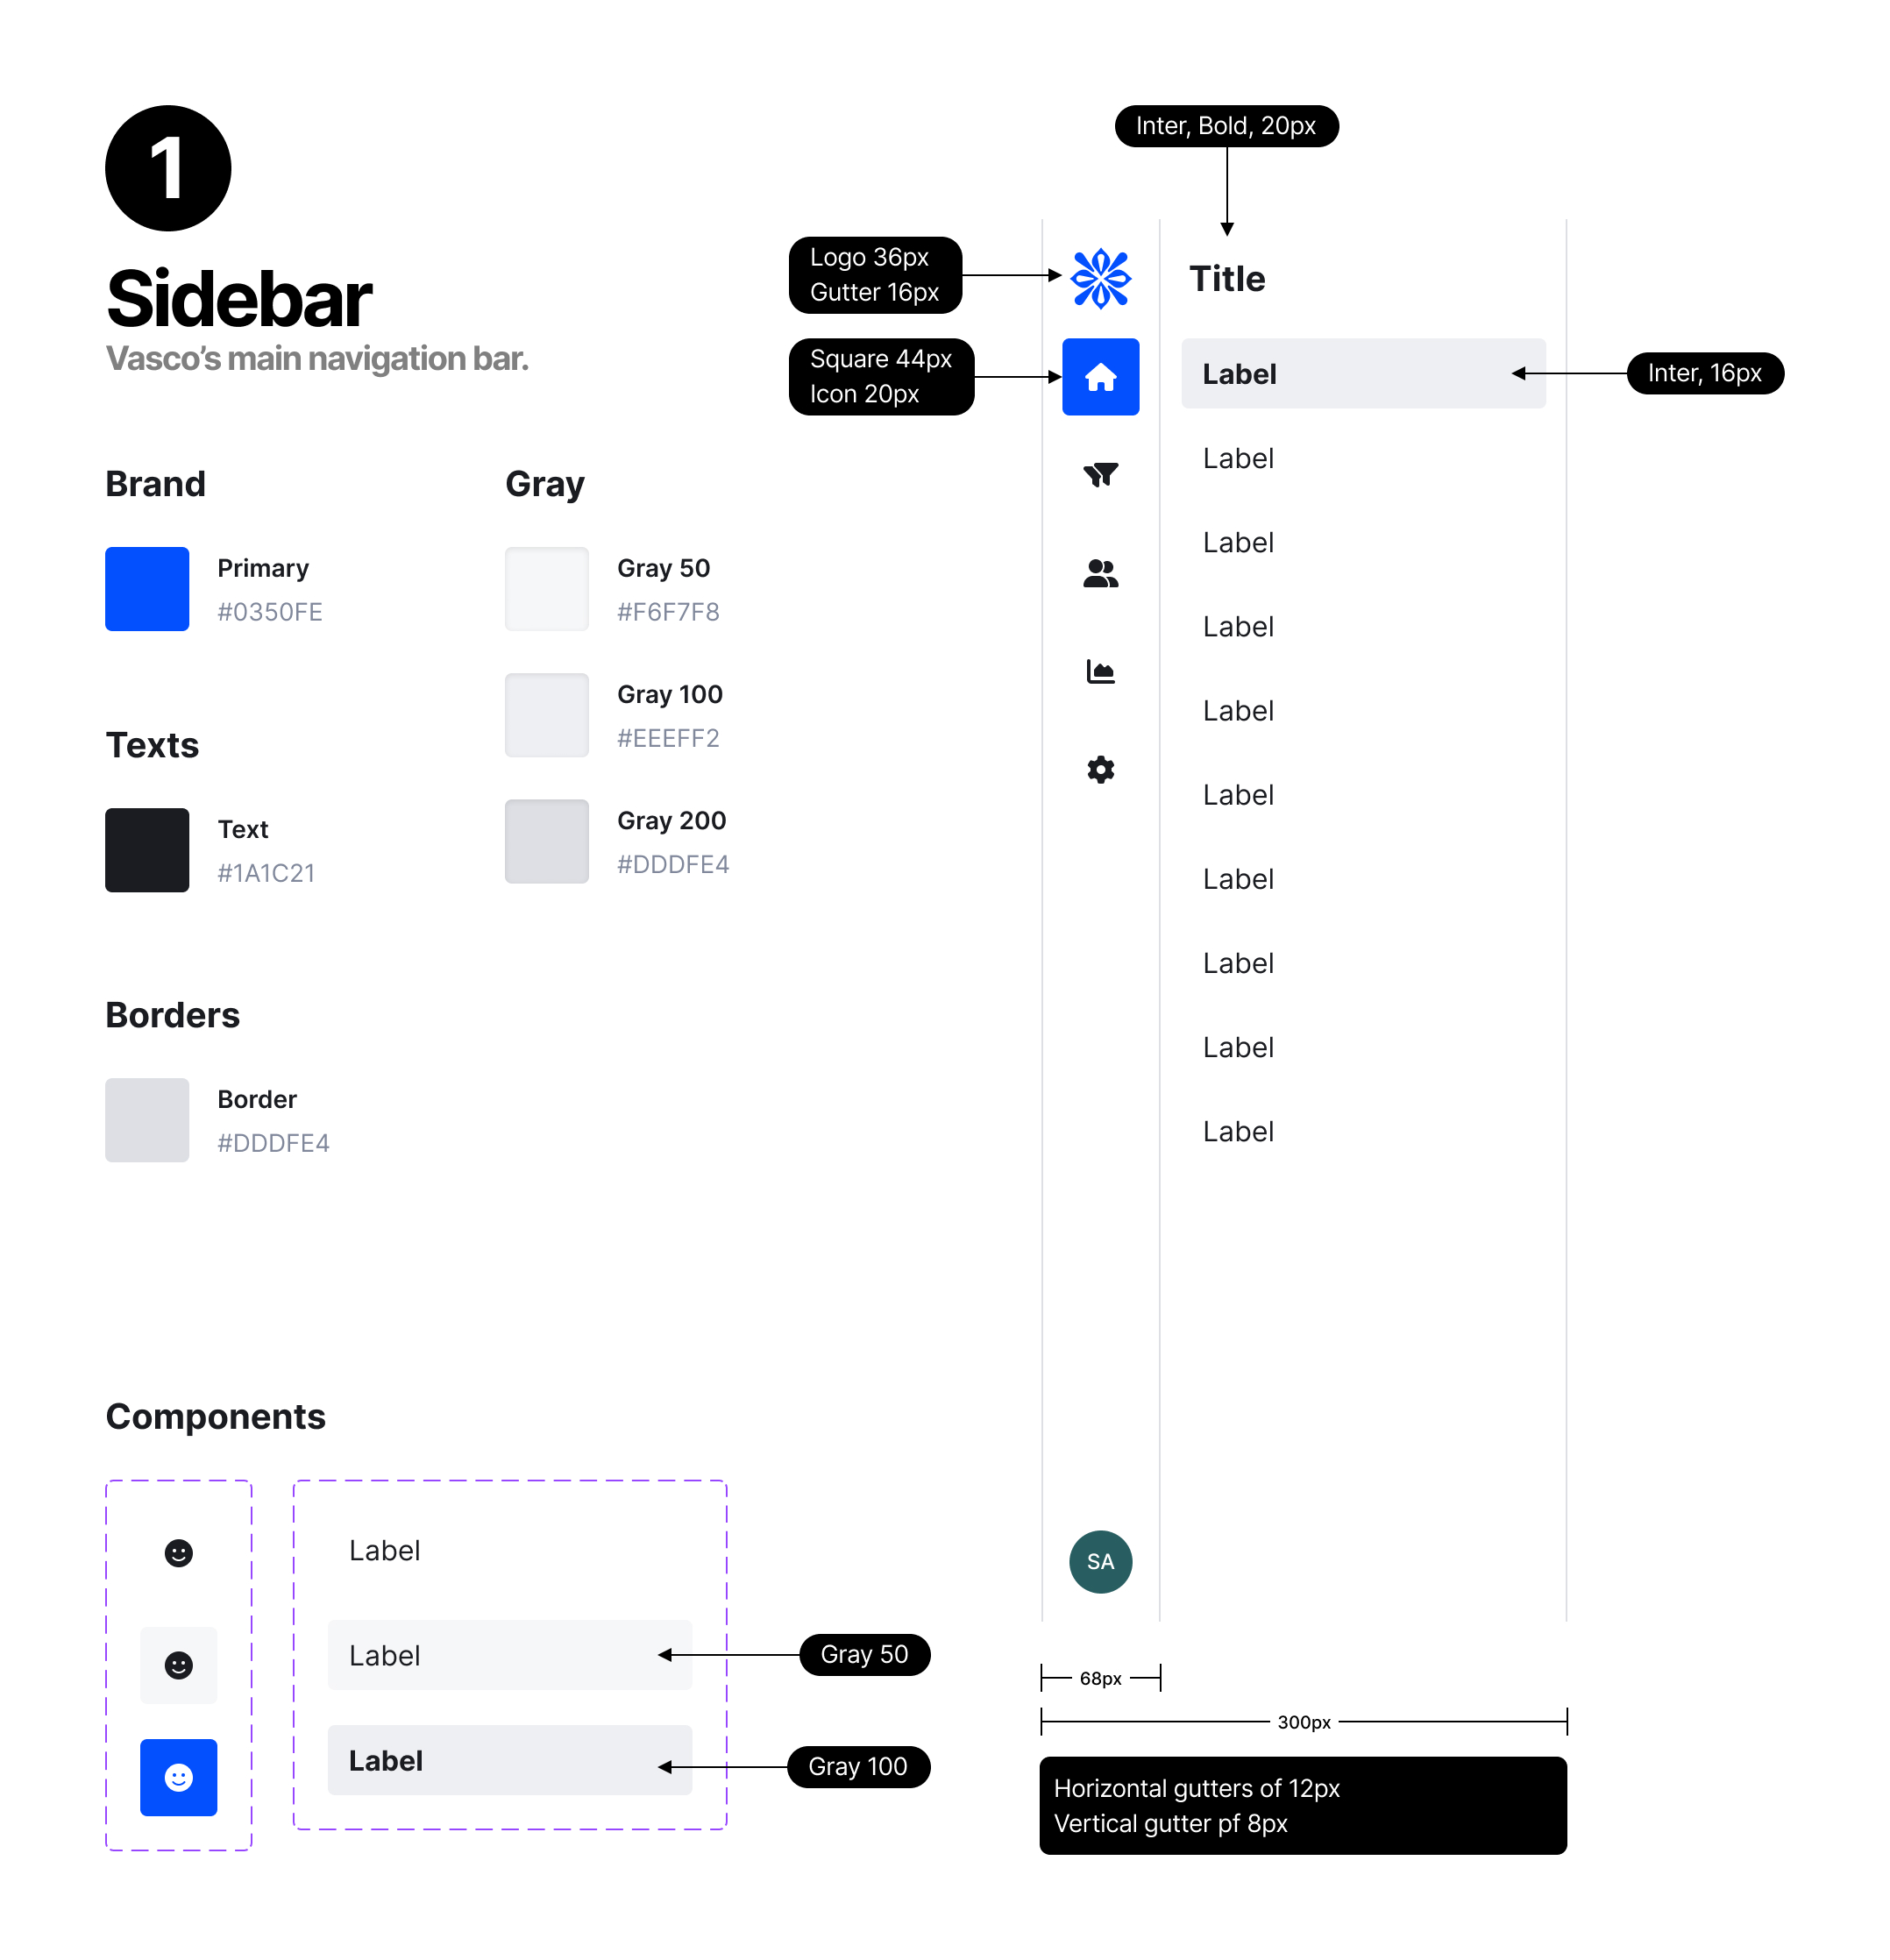 1
Sidebar
Vasco’s main navigation bar.
Brand
Primary
#0350FE
Texts
Text
#1A1C21
Borders
Border
#DDDFE4
Gray
Gray 50
#F6F7F8
Gray 100
#EEEFF2
Gray 200
#DDDFE4
Components
Label
Label
Label
Gray 50
Gray 100
Inter, Bold, 20px
Logo 36px
Gutter 16px
Square 44px
Icon 20px
Title
Label
Inter, 16px
Label
Label
Label
Label
Label
Label
Label
Label
Label
SA
68px
300px
Horizontal gutters of 12px
Vertical gutter pf 8px